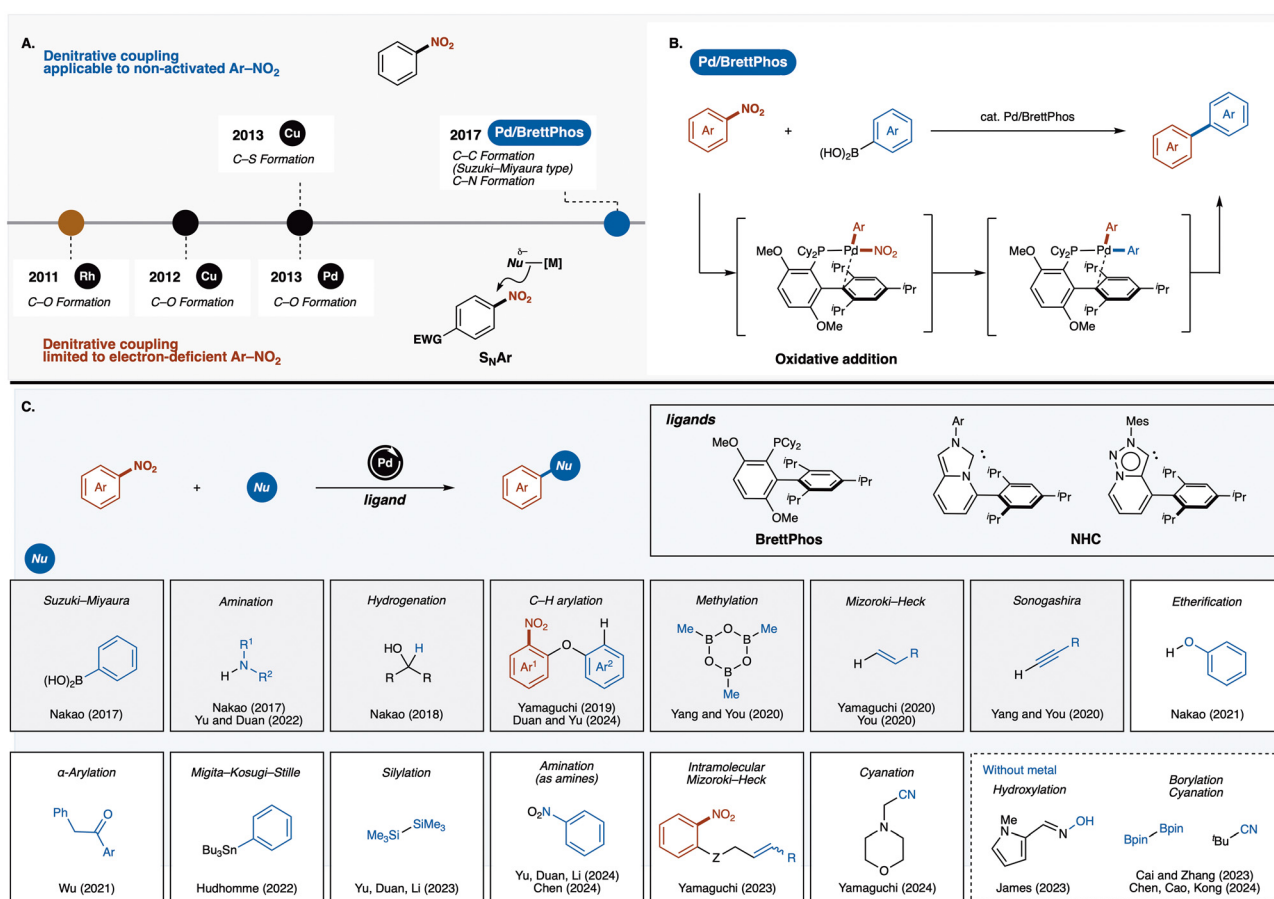 A.
Denitrative coupling
applicable to non-activated Ar–NO2
NO2
2013 Cu
C–S Formation
2017 Pd/BrettPhos
C–C Formation
(Suzuki–Miyaura type)
C–N Formation
2011 Rh
C–O Formation
2012 Cu
C–O Formation
2013 Pd
C–O Formation
δ–
Nu [M]
NO2
EWG
SNAr
Denitrative coupling
limited to electron-deficient Ar–NO2
B.
Pd/BrettPhos
NO2
Ar
+
Ar
(HO)2B
cat. Pd/BrettPhos
Ar
Ar
Ar
MeO Cy2P Pd NO2
iPr
iPr
iPr
OMe
Oxidative addition
Ar
MeO Cy2P Pd Ar
iPr
iPr
iPr
OMe
C.
NO2
Ar
+
Nu
Pd
ligand
Nu
Ar
ligands
MeO PCy2
iPr
iPr
iPr
OMe
BrettPhos
Ar
N
:
N
iPr
iPr
iPr
NHC
Mes
N
N
:
N
iPr
iPr
iPr
Nu
Suzuki–Miyaura
(HO)2B
Nakao (2017)
Amination
R1
N
H R2
Nakao (2017)
Yu and Duan (2022)
Hydrogenation
HO H
R R
Nakao (2018)
C–H arylation
NO2 H
O
Ar1 Ar2
Yamaguchi (2019)
Duan and Yu (2024)
Methylation
Me O Me
B B
O O
B
Me
Yang and You (2020)
Mizoroki–Heck
R
H
Yamaguchi (2020)
You (2020)
Sonogashira
R
H
Yang and You (2020)
Etherification
H O
Nakao (2021)
α-Arylation
Ph
O
Ar
Wu (2021)
Migita–Kosugi–Stille
Bu3Sn
Hudhomme (2022)
Silylation
SiMe3
Me3Si
Yu, Duan, Li (2023)
Amination
(as amines)
O2N
Yu, Duan, Li (2024)
Chen (2024)
Intramolecular
Mizoroki–Heck
NO2
Z R
Yamaguchi (2023)
Cyanation
CN
N
O
Yamaguchi (2024)
Without metal
Hydroxylation
Me
N
N OH
James (2023)
Borylation
Cyanation
Bpin
Bpin
tBu CN
Cai and Zhang (2023)
Chen, Cao, Kong (2024)